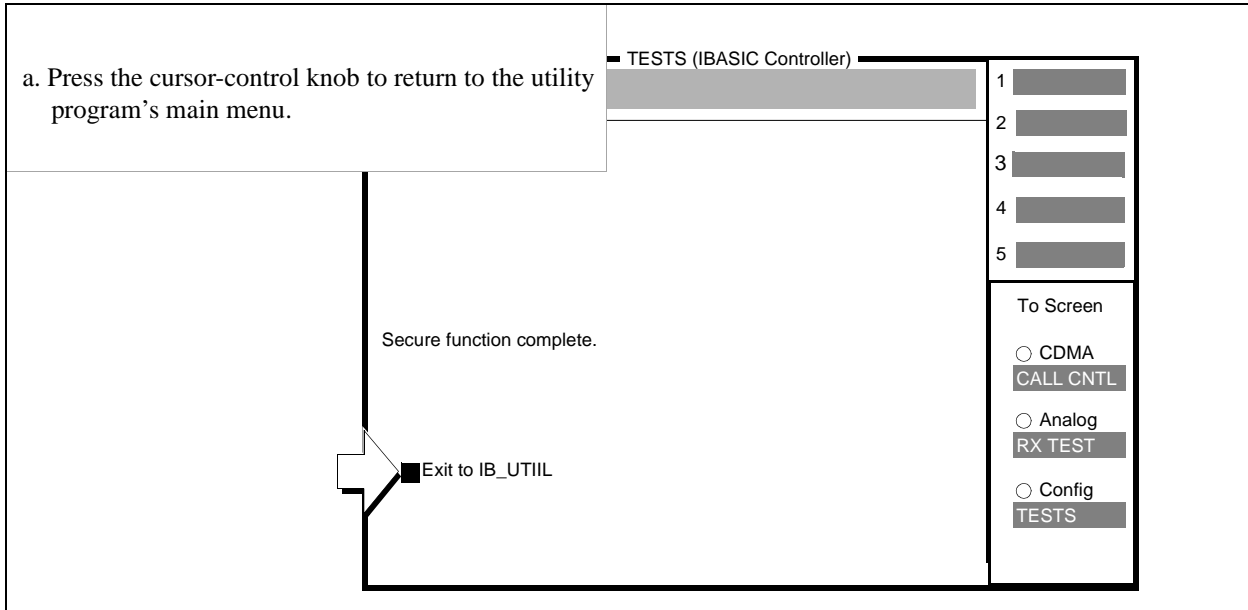 a. Press the cursor-control knob to return to the utility
program’s main menu.
TESTS (IBASIC Controller)
1
2
3
4
5
To Screen
Secure function complete.
CDMA
CALL CNTL
Analog
RX TEST
Exit to IB_UTIIL
Config
TESTS